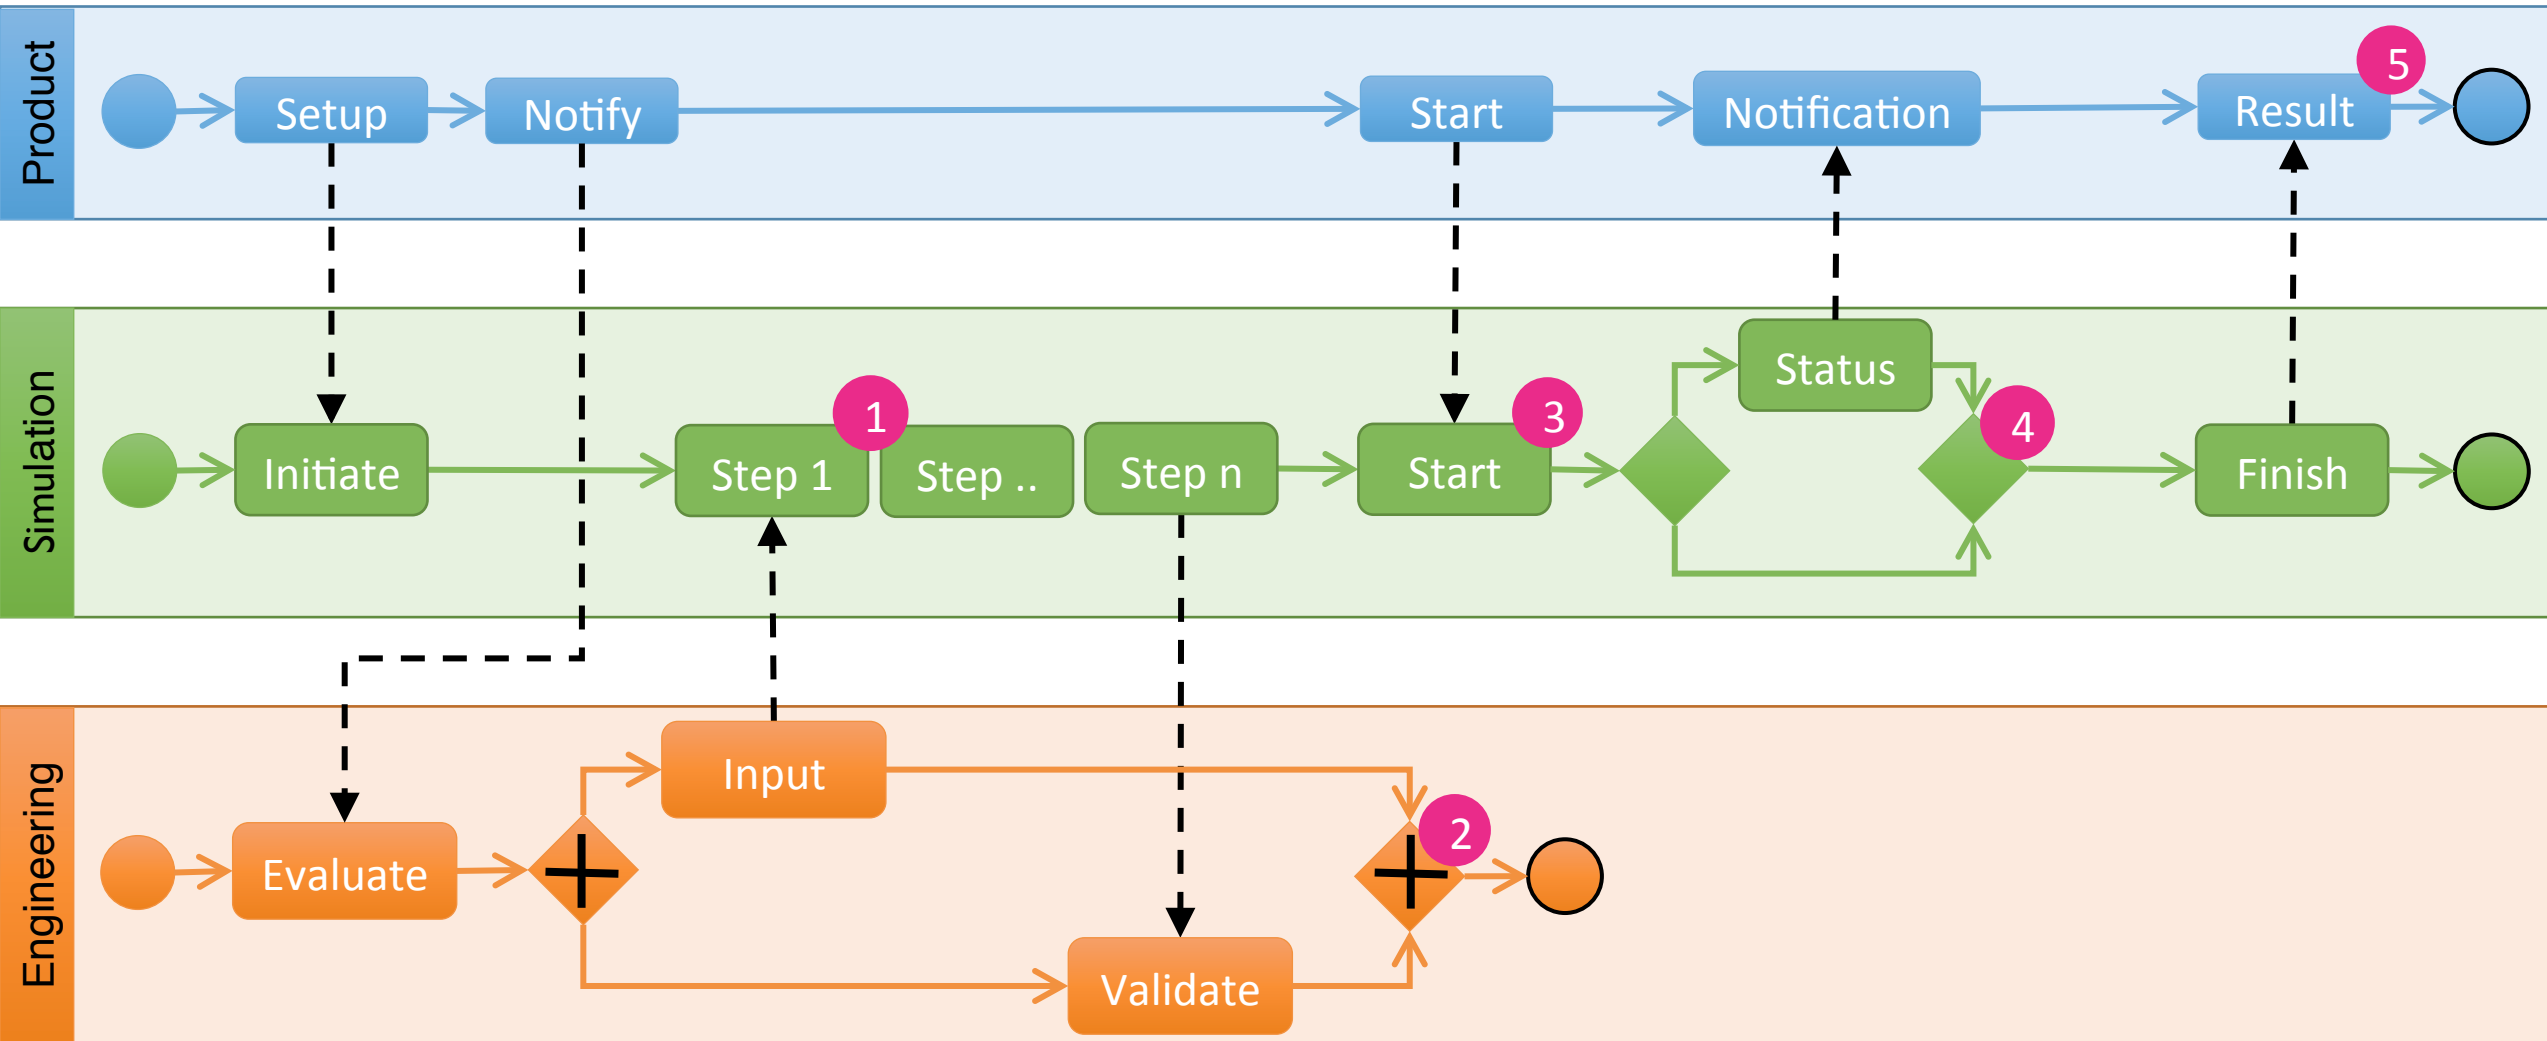 Product
Setup
Notify
Start
Notification
Result
5
Simulation
Initiate
Step 1
1
Step ..
Step n
Start
3
Status
4
Finish
Engineering
Evaluate
Input
Validate
2